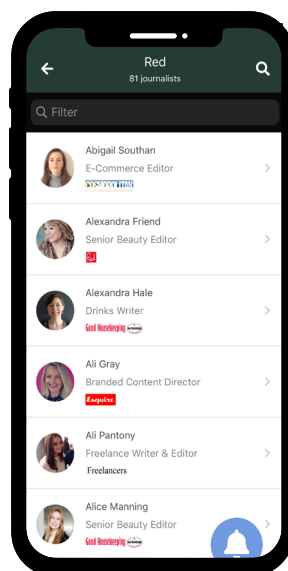 Red
81 journalists
Filter
Abigail Southan
E-Commerce Editor
COSMOPOLITAN
Alexandra Friend
Senior Beauty Editor
Red
Alexandra Hale
Drinks Writer
Good Housekeeping
Ali Gray
Branded Content Director
Esquire
Ali Pantony
Freelance Writer & Editor
Freelancers
Alice Manning
Senior Beauty Editor
Good Housekeeping